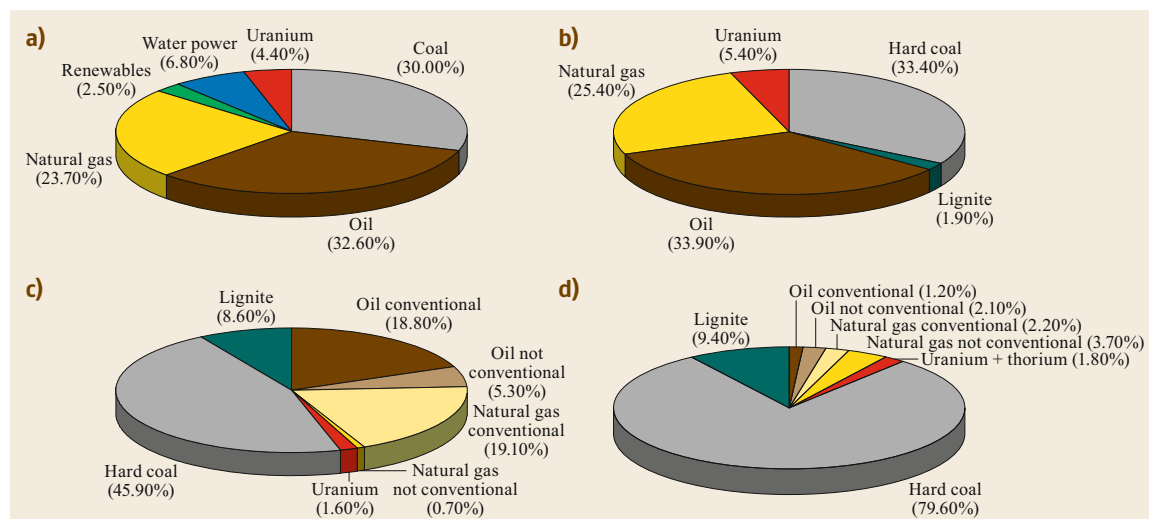 a)
Water power
(6.80%)
Uranium
(4.40%)
Coal
(30.00%)
Renewables
(2.50%)
Natural gas
(23.70%)
Oil
(32.60%)
b)
Uranium
(5.40%)
Hard coal
(33.40%)
Natural gas
(25.40%)
Lignite
(1.90%)
Oil
(33.90%)
c)
Lignite
(8.60%)
Oil conventional
(18.80%)
Oil not
conventional
(5.30%)
Natural gas
conventional
(19.10%)
Hard coal
(45.90%)
Uranium
(1.60%)
Natural gas
not conventional
(0.70%)
d)
Oil conventional (1.20%)
Oil not conventional (2.10%)
Natural gas conventional (2.20%)
Natural gas not conventional (3.70%)
Uranium + thorium (1.80%)
Lignite
(9.40%)
Hard coal
(79.60%)